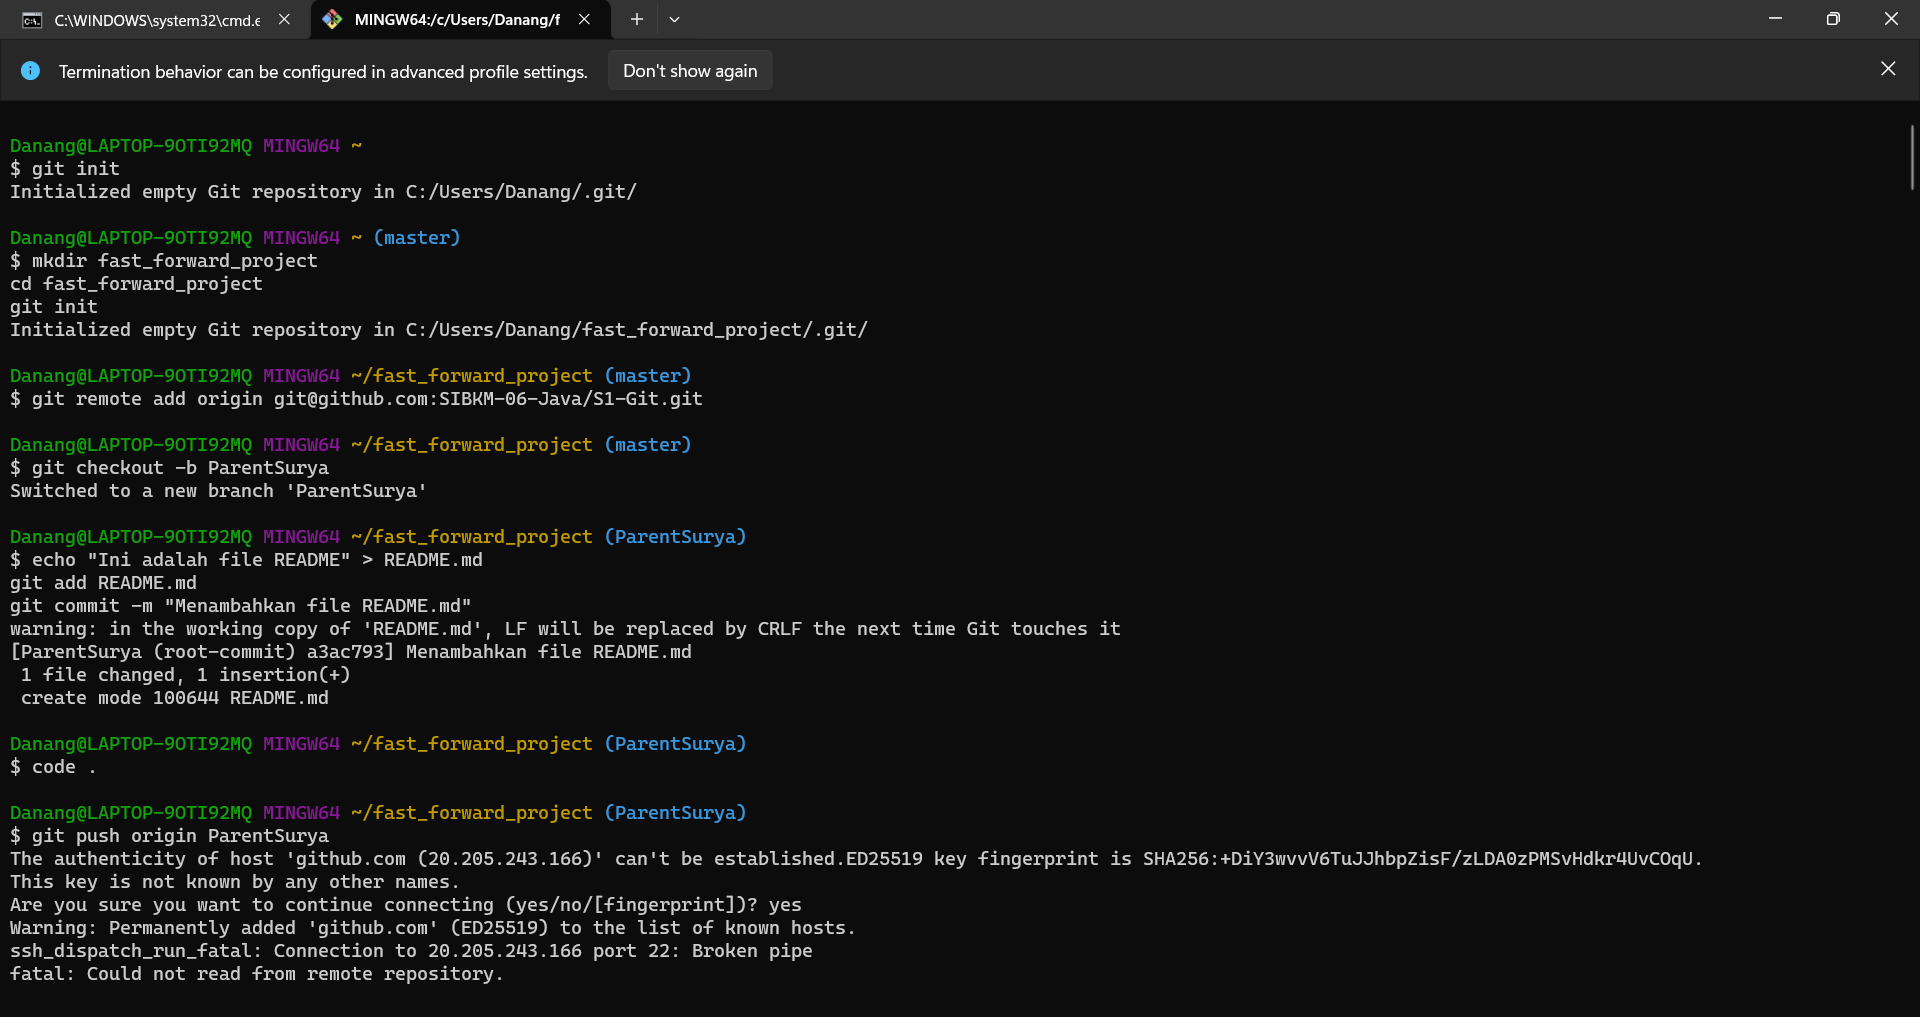 C:\WINDOWS\system32\cmd.e
MINGW64:/c/Users/Danang/f
Termination behavior can be configured in advanced profile settings.
Don't show again
Danang@LAPTOP-9OTI92MQ MINGW64 ~
$ git init
Initialized empty Git repository in C:/Users/Danang/.git/
Danang@LAPTOP-9OTI92MQ MINGW64 ~ (master)
$ mkdir fast_forward_project
cd fast_forward_project
git init
Initialized empty Git repository in C:/Users/Danang/fast_forward_project/.git/
Danang@LAPTOP-9OTI92MQ MINGW64 ~/fast_forward_project (master)
$ git remote add origin git@github.com:SIBKM-06-Java/S1-Git.git
Danang@LAPTOP-9OTI92MQ MINGW64 ~/fast_forward_project (master)
$ git checkout -b ParentSurya
Switched to a new branch 'ParentSurya'
Danang@LAPTOP-9OTI92MQ MINGW64 ~/fast_forward_project (ParentSurya)
$ echo "Ini adalah file README" > README.md
git add README.md
git commit -m "Menambahkan file README.md"
warning: in the working copy of 'README.md', LF will be replaced by CRLF the next time Git touches it
[ParentSurya (root-commit) a3ac793] Menambahkan file README.md
 1 file changed, 1 insertion(+)
 create mode 100644 README.md
Danang@LAPTOP-9OTI92MQ MINGW64 ~/fast_forward_project (ParentSurya)
$ code .
Danang@LAPTOP-9OTI92MQ MINGW64 ~/fast_forward_project (ParentSurya)
$ git push origin ParentSurya
The authenticity of host 'github.com (20.205.243.166)' can't be established.ED25519 key fingerprint is SHA256:+DiY3wvvV6TuJJhbpZisF/zLDA0zPMSvHdkr4UvCOqU.
This key is not known by any other names.
Are you sure you want to continue connecting (yes/no/[fingerprint])? yes
Warning: Permanently added 'github.com' (ED25519) to the list of known hosts.
ssh_dispatch_run_fatal: Connection to 20.205.243.166 port 22: Broken pipe
fatal: Could not read from remote repository.